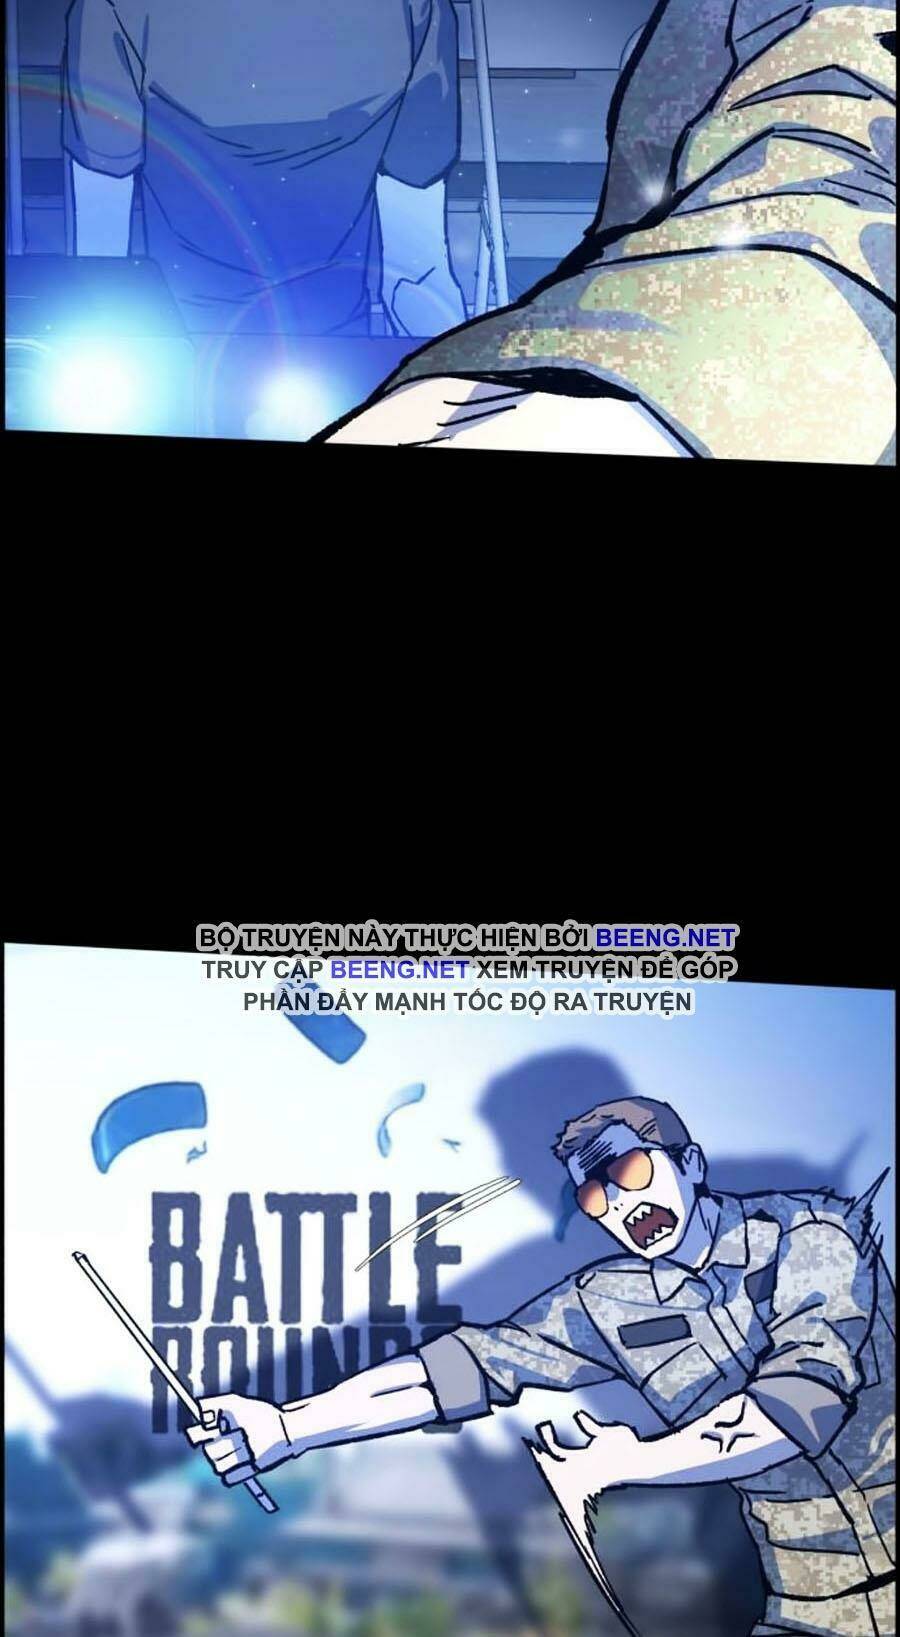 BỘ TRUYỆN NÀY THỰC HIỆN BỞI BEENG.NET
TRUY CẬP BEENG.NET XEM TRUYỆN ĐỂ GÓP
PHẦN ĐẨY MẠNH TỐC ĐỘ RA TRUYỆN
BATTLE
ROUNDS